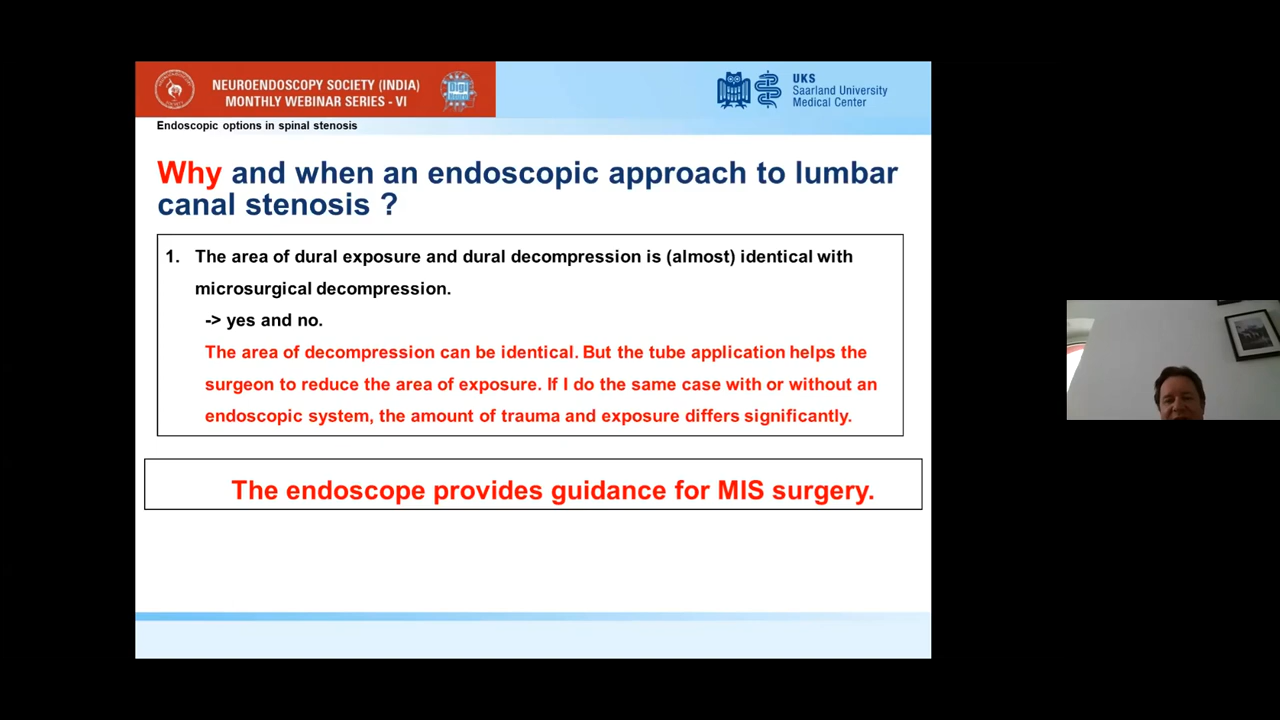 NEUROENDOSCOPY SOCIETY (INDIA)
MONTHLY WEBINAR SERIES - VI
UKS
Saarland University
Medical Center
Endoscopic options in spinal stenosis
Why and when an endoscopic approach to lumbar
canal stenosis ?
1. The area of dural exposure and dural decompression is (almost) identical with
microsurgical decompression.
-> yes and no.
The area of decompression can be identical. But the tube application helps the
surgeon to reduce the area of exposure. If I do the same case with or without an
endoscopic system, the amount of trauma and exposure differs significantly.
The endoscope provides guidance for MIS surgery.